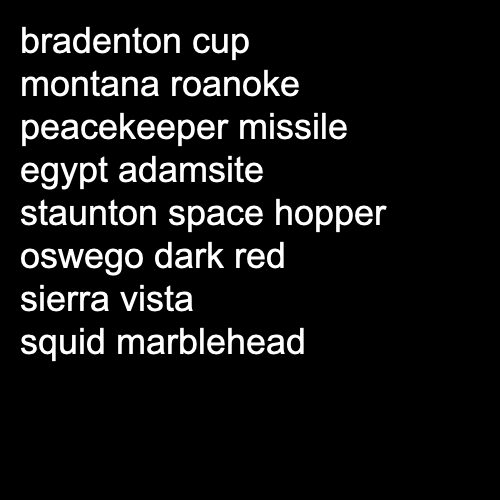 bradenton cup
montana roanoke
peacekeeper missile
egypt adamsite
staunton space hopper
oswego dark red
sierra vista
squid marblehead